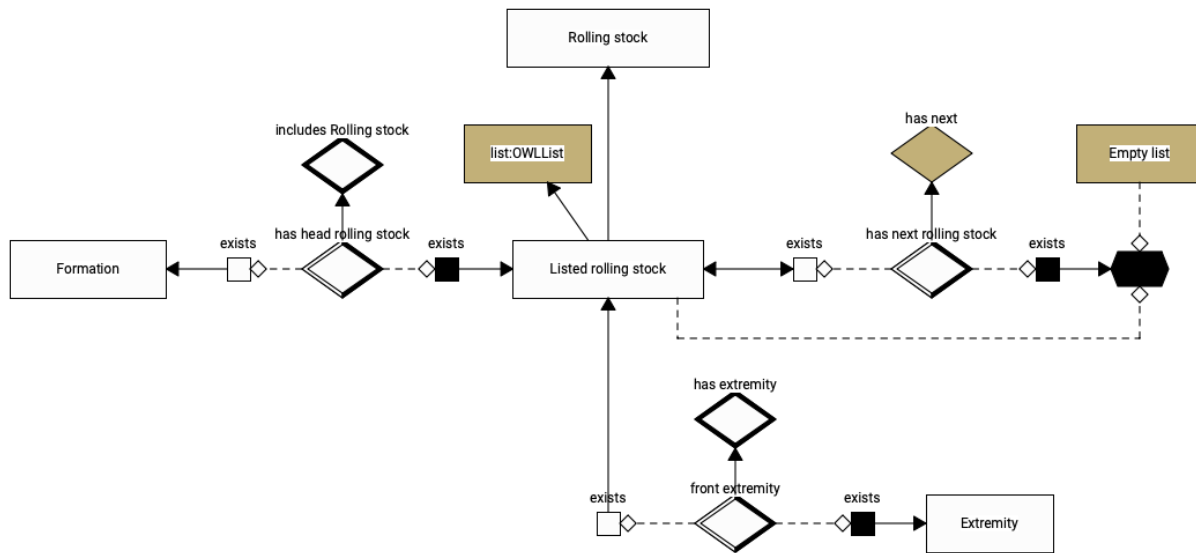 Rolling stock
includes Rolling stock
has next
list:OWLList
Empty list
exists
has head rolling stock
exists
exists
has next rolling stock
exists
Formation
Listed rolling stock
has extremity
exists
front extremity
exists
Extremity